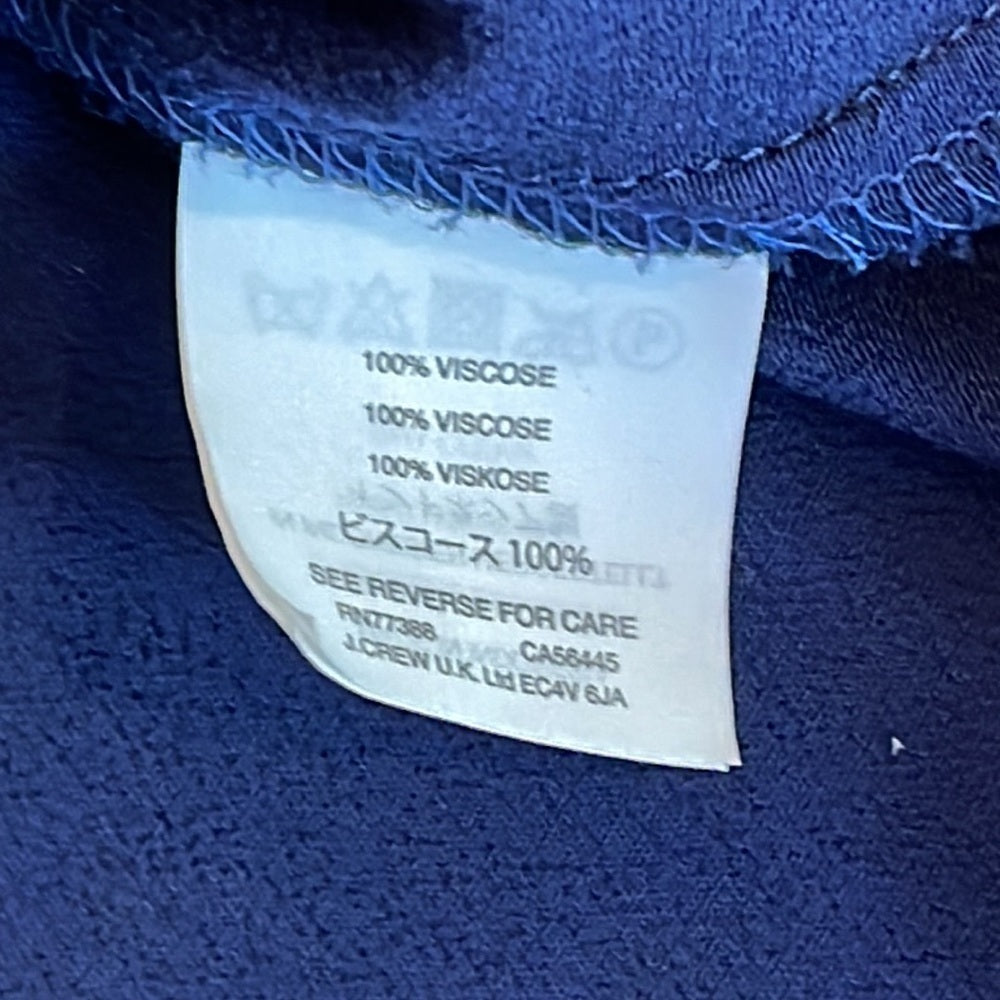 100% VISCOSE
100% VISCOSE
100% VISKOSE
ビスコース 100%
SEE REVERSE FOR CARE
RN77388 CA56445
J.CREW U.K. Ltd EC4V 6JA